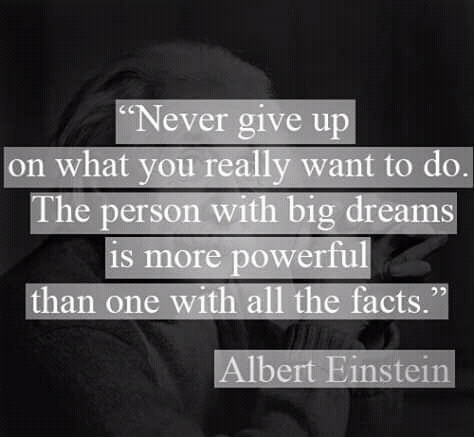 “Never give up
on what you really want to do.
The person with big dreams
is more powerful
than one with all the facts.”
Albert Einstein